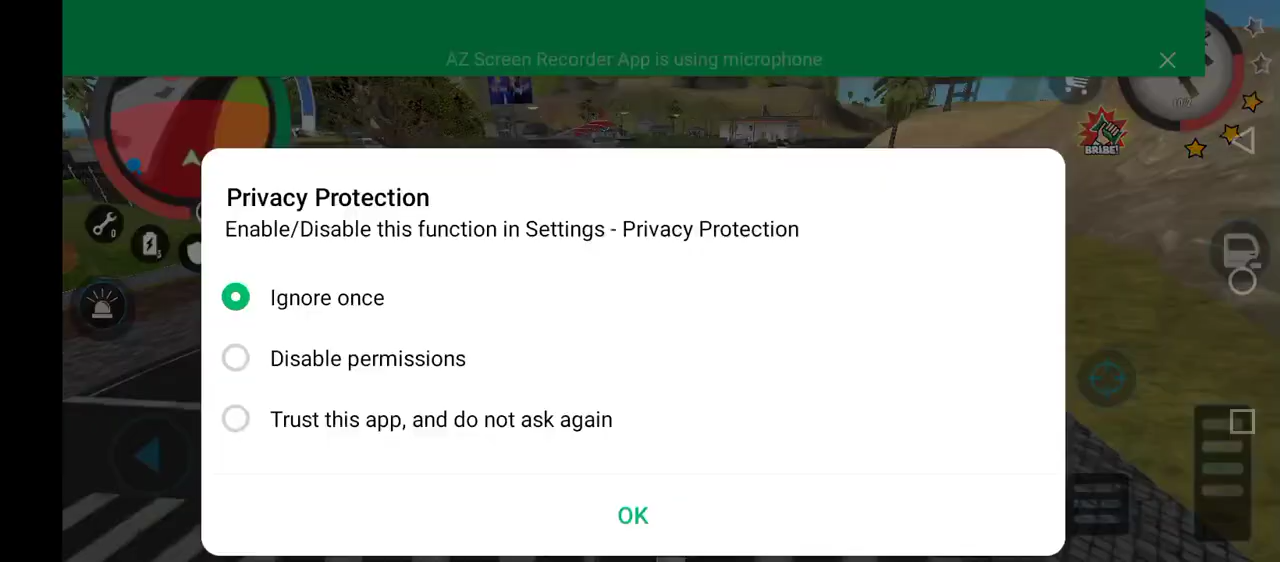 AZ Screen Recorder App is using microphone
BRIBE!
Privacy Protection
Enable/Disable this function in Settings - Privacy Protection
Ignore once
Disable permissions
Trust this app, and do not ask again
OK